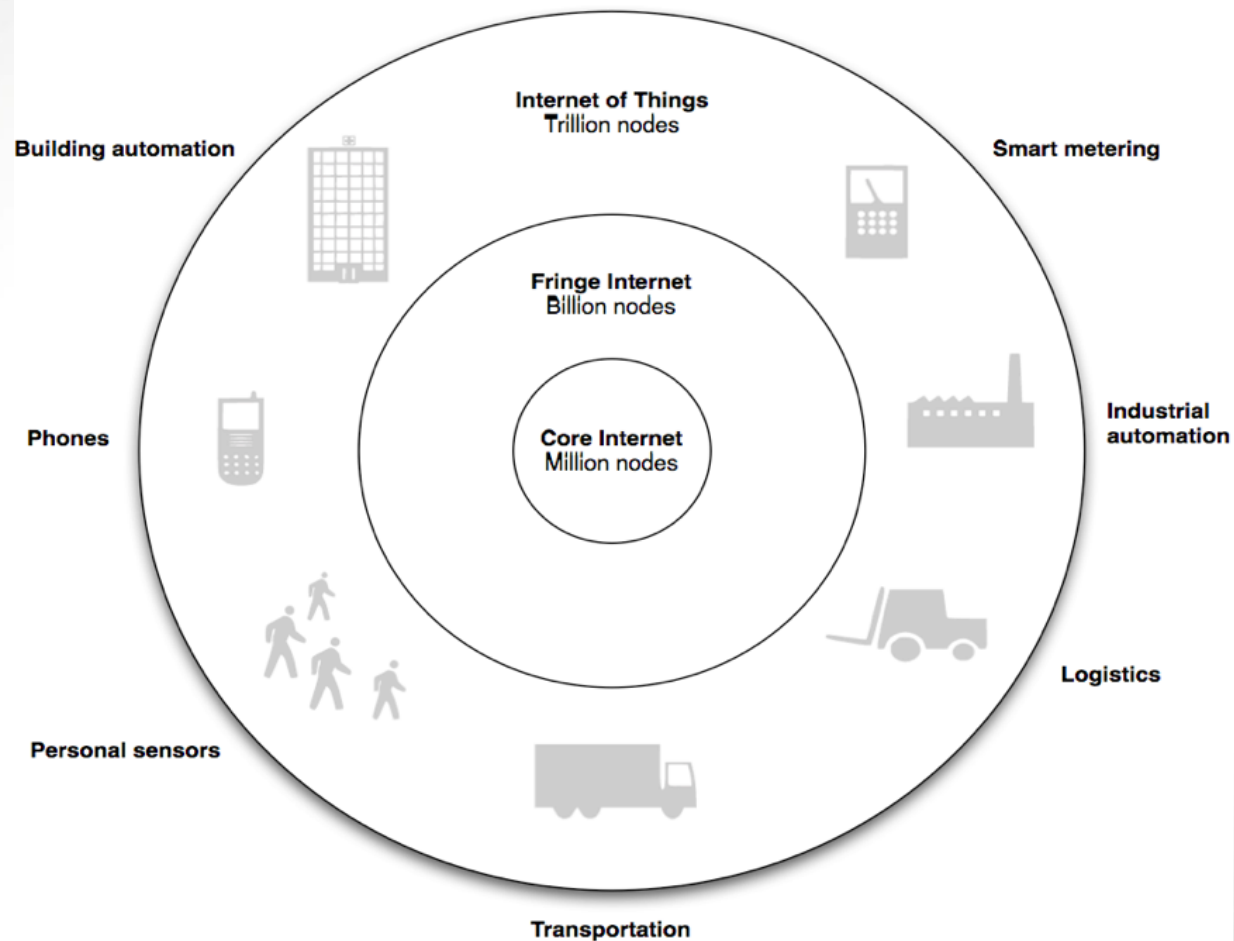 Internet of Things
Trillion nodes
Building automation
Smart metering
Fringe Internet
Billion nodes
Phones
Core Internet
Million nodes
Industrial
automation
Logistics
Personal sensors
Transportation